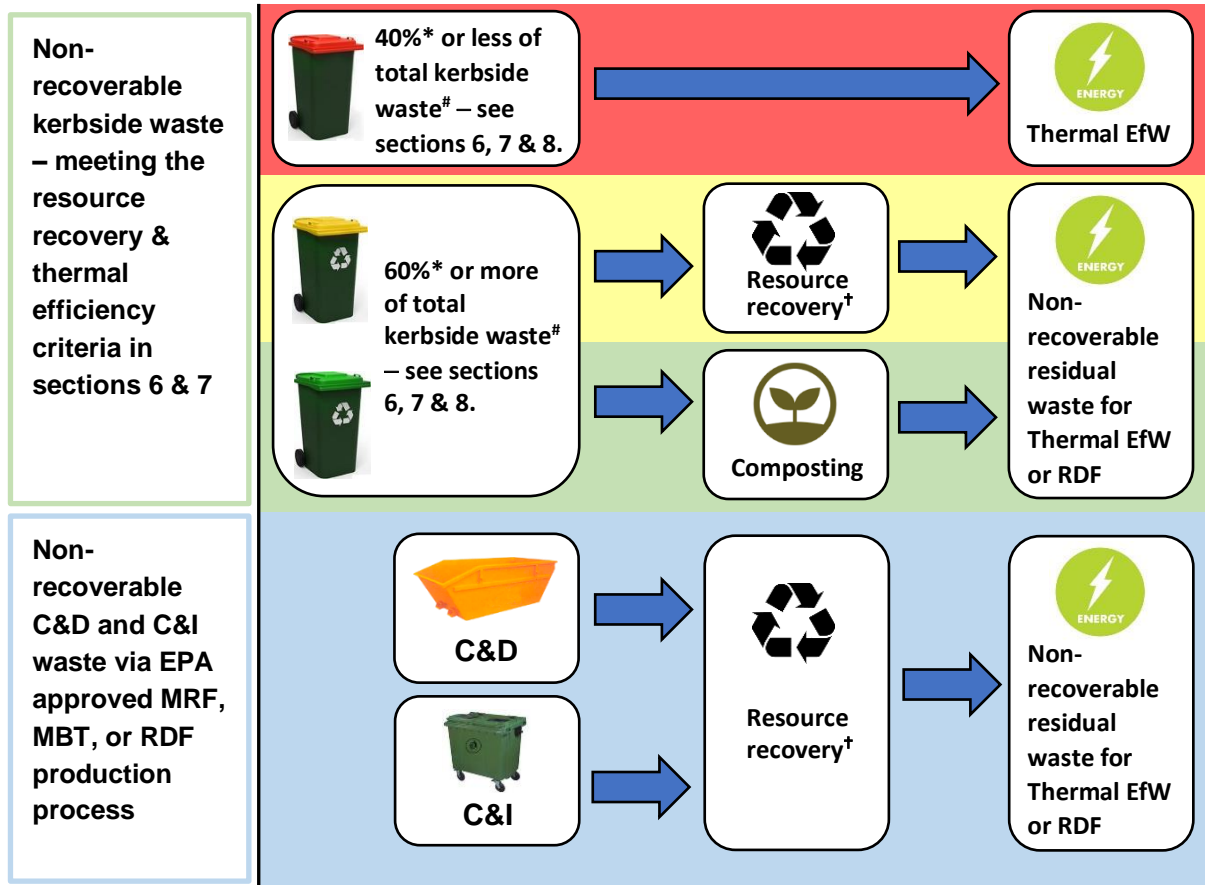 Non-
recoverable
kerbside waste
– meeting the
resource
recovery &
thermal
efficiency
criteria in
sections 6 & 7
40%* or less of
total kerbside
waste# – see
sections 6, 7 & 8.
ENERGY
Thermal EfW
60%* or more
of total
kerbside waste#
– see sections
6, 7 & 8.
Resource
recovery†
Composting
ENERGY
Non-
recoverable
residual
waste for
Thermal EfW
or RDF
Non-
recoverable
C&D and C&I
waste via EPA
approved MRF,
MBT, or RDF
production
process
C&D
C&I
Resource
recovery†
ENERGY
Non-
recoverable
residual
waste for
Thermal EfW
or RDF